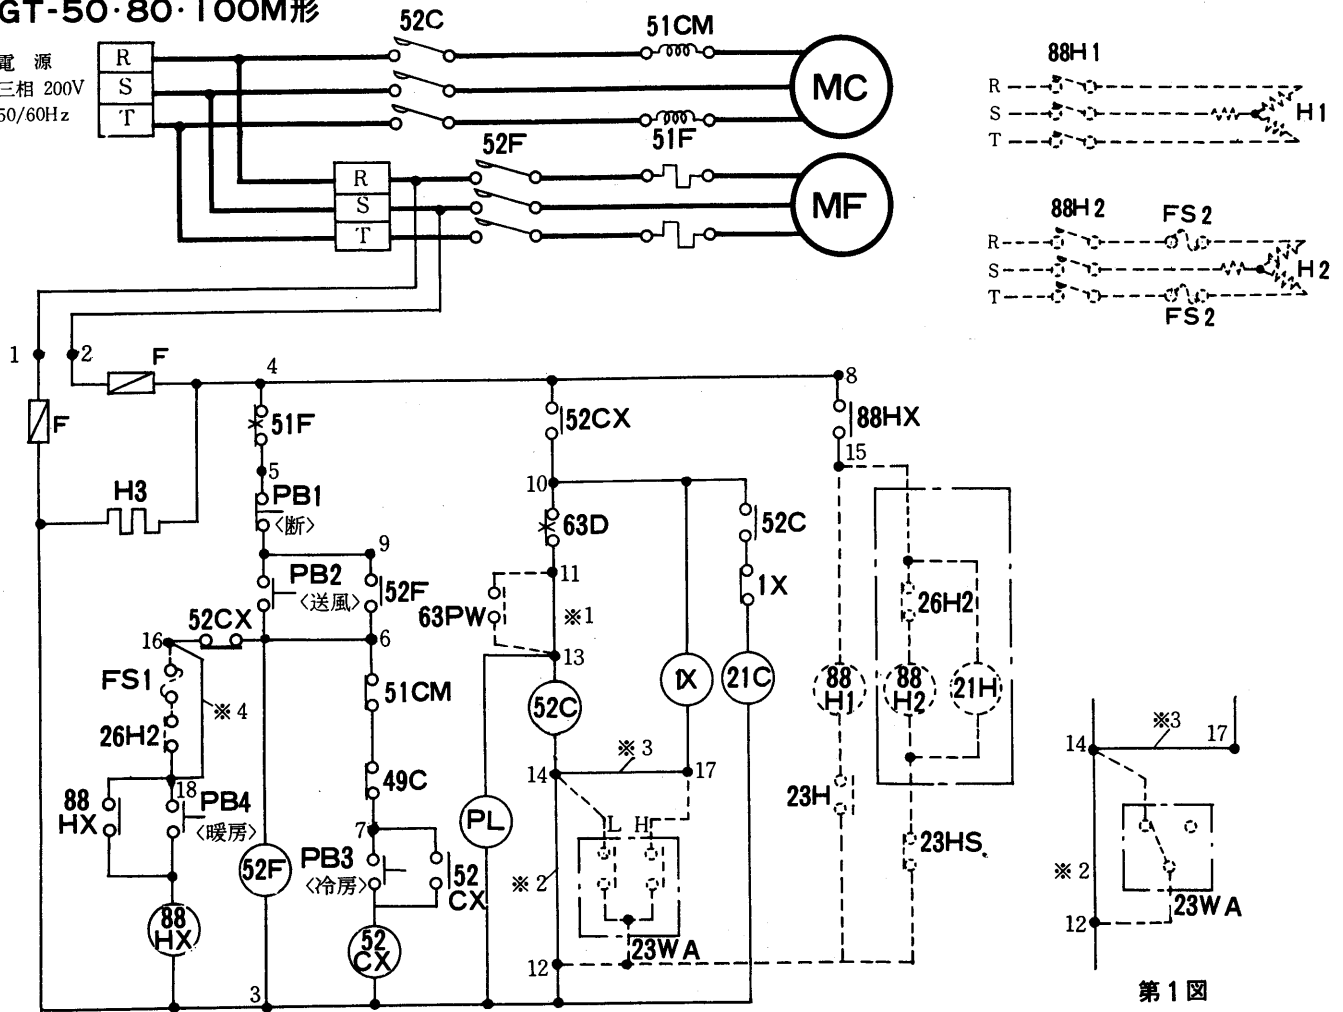 GT-50・80・100M形
電源
三相 200V
50/60Hz
R
S
T
52C
51CM
MC
R
S
T
52F
51F
MF
88H1
R
S
T
H1
88H2
FS2
R
S
T
H2
FS2
1
2
F
F
H3
4
51F
5
PB1
〈断〉
9
PB2
〈送風〉
52F
52CX
16
6
FS1
26H2
※4
51CM
49C
88
HX
18
PB4
〈暖房〉
52F
7
PB3
〈冷房〉
52
CX
88
HX
52
CX
3
52CX
10
63D
11
63PW
※1
13
52C
1X
52C
1X
21C
14
※3
17
PL
L
H
※2
23WA
12
8
88HX
15
26H2
88
H1
88
H2
21H
23H
23HS
14
※3
17
※2
23WA
12
第1図